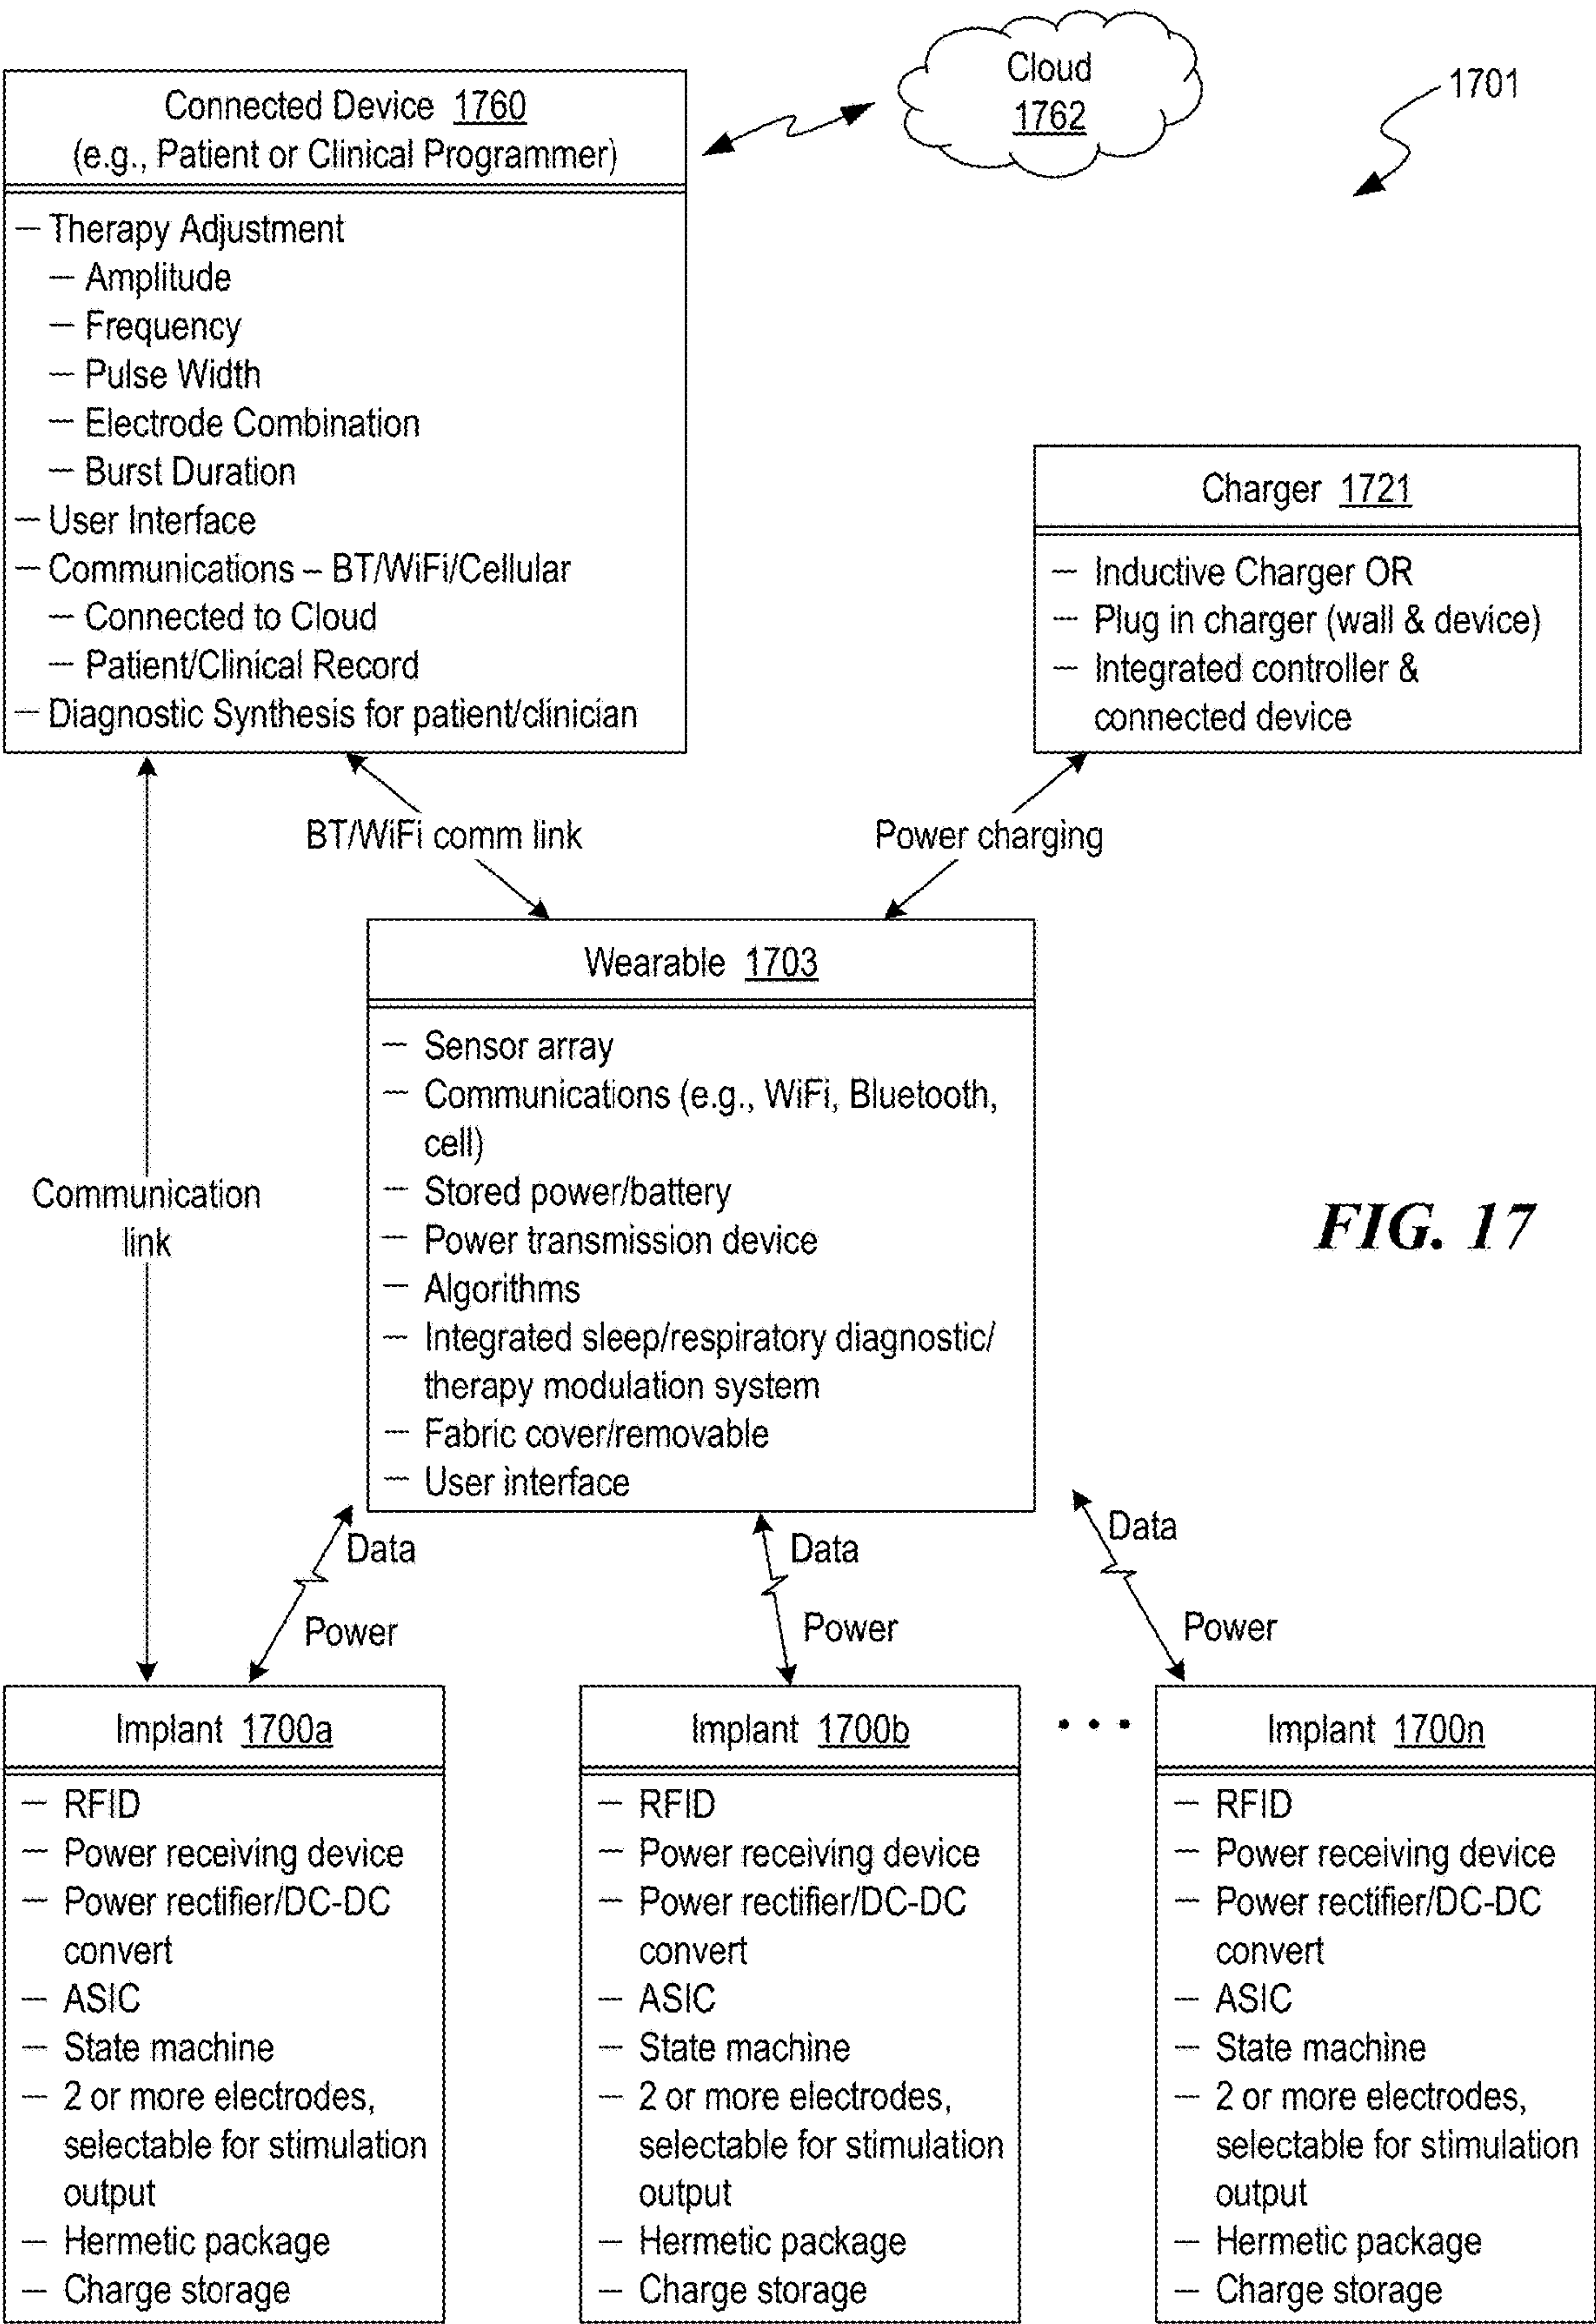 Cloud
1762
1701
Connected Device 1760
(e.g., Patient or Clinical Programmer)
— Therapy Adjustment
— Amplitude
— Frequency
— Pulse Width
— Electrode Combination
— Burst Duration
— User Interface
— Communications – BT/WiFi/Cellular
— Connected to Cloud
— Patient/Clinical Record
— Diagnostic Synthesis for patient/clinician
Charger 1721
— Inductive Charger OR
— Plug in charger (wall & device)
— Integrated controller &
connected device
BT/WiFi comm link
Power charging
Wearable 1703
— Sensor array
— Communications (e.g., WiFi, Bluetooth,
cell)
— Stored power/battery
— Power transmission device
— Algorithms
— Integrated sleep/respiratory diagnostic/
therapy modulation system
— Fabric cover/removable
— User interface
Communication
link
FIG. 17
Data
Power
Data
Power
Data
Power
Implant 1700a
— RFID
— Power receiving device
— Power rectifier/DC-DC
convert
— ASIC
— State machine
— 2 or more electrodes,
selectable for stimulation
output
— Hermetic package
— Charge storage
Implant 1700b
— RFID
— Power receiving device
— Power rectifier/DC-DC
convert
— ASIC
— State machine
— 2 or more electrodes,
selectable for stimulation
output
— Hermetic package
— Charge storage
• • •
Implant 1700n
— RFID
— Power receiving device
— Power rectifier/DC-DC
convert
— ASIC
— State machine
— 2 or more electrodes,
selectable for stimulation
output
— Hermetic package
— Charge storage